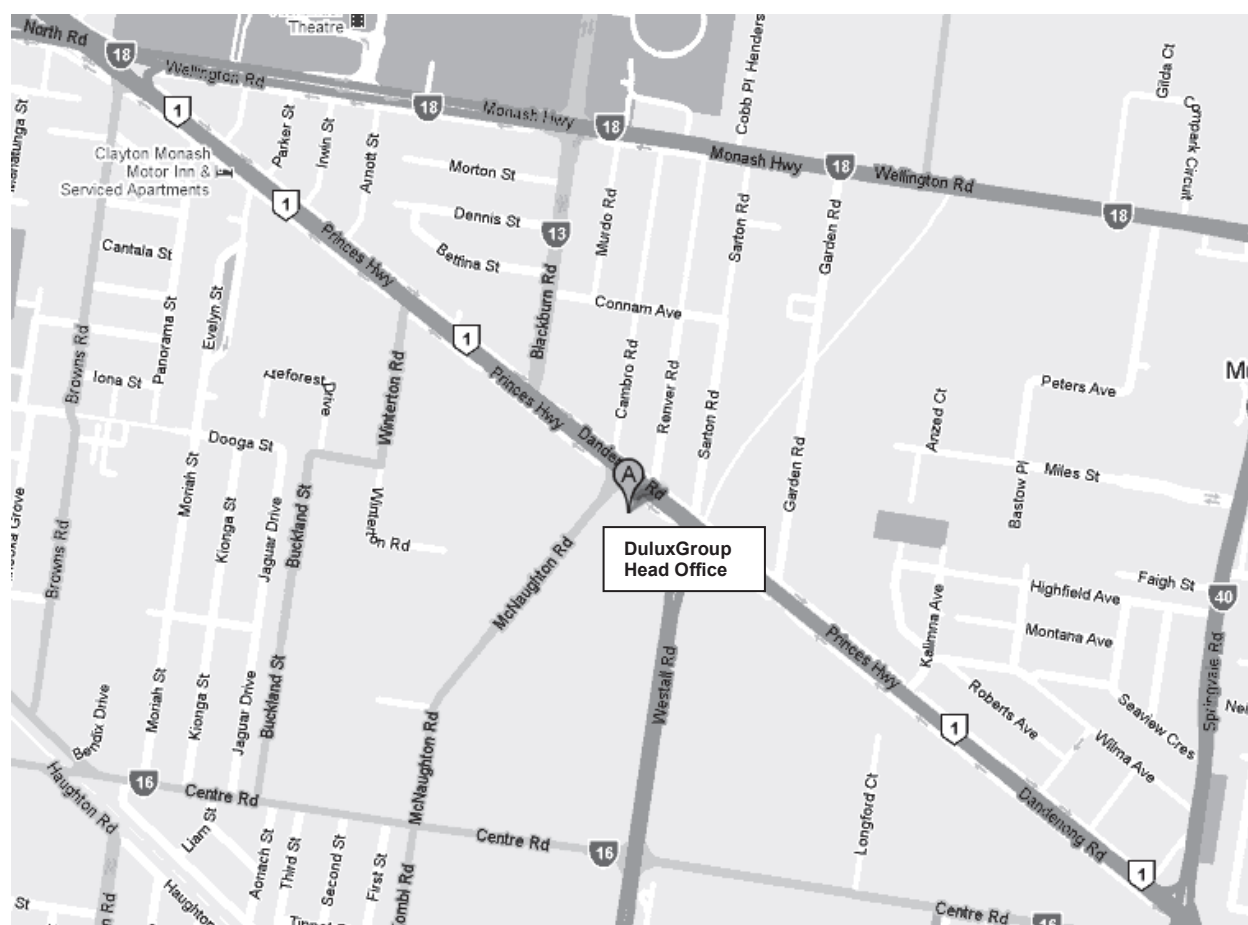 Theatre
North Rd
18
Wellington Rd
18
Monash Hwy
18
Monash Hwy
18
Wellington Rd
18
Cobb Pl
Gilda Ct
Circuit
1
Parker St
Irwin St
Arnott St
Clayton Monash
Motor Inn &
Serviced Apartments
1
Morton St
Dennis St
Bettina St
13
Blackburn Rd
Murdo Rd
Sarton Rd
Garden Rd
Princes Hwy
Cantala St
Panorama St
Evelyn St
Connam Ave
1
Browns Rd
Iona St
Drive
Winterton Rd
Princes Hwy
Cambro Rd
Renver Rd
Sarton Rd
Peters Ave
Anzed Ct
Dooga St
A
Rd
Garden Rd
Bastow Pl
Miles St
Moriah St
Kionga St
Jaguar Drive
Buckland St
Winterton Rd
DuluxGroup
Head Office
Browns Rd
McNaughton Rd
Highfield Ave
Faigh St
40
Montana Ave
Kalimna Ave
Princes Hwy
Westall Rd
Springvale Rd
Roberts Ave
Seaview Cres
Wilma Ave
1
Bendix Drive
Moriah St
Kionga St
Jaguar Drive
Buckland St
McNaughton Rd
Haughton Rd
16
Centre Rd
Liam St
Aonach St
Third St
Second St
First St
Centre Rd
16
Longford Ct
Dandenong Rd
1
Haughton
St
Centre Rd
16